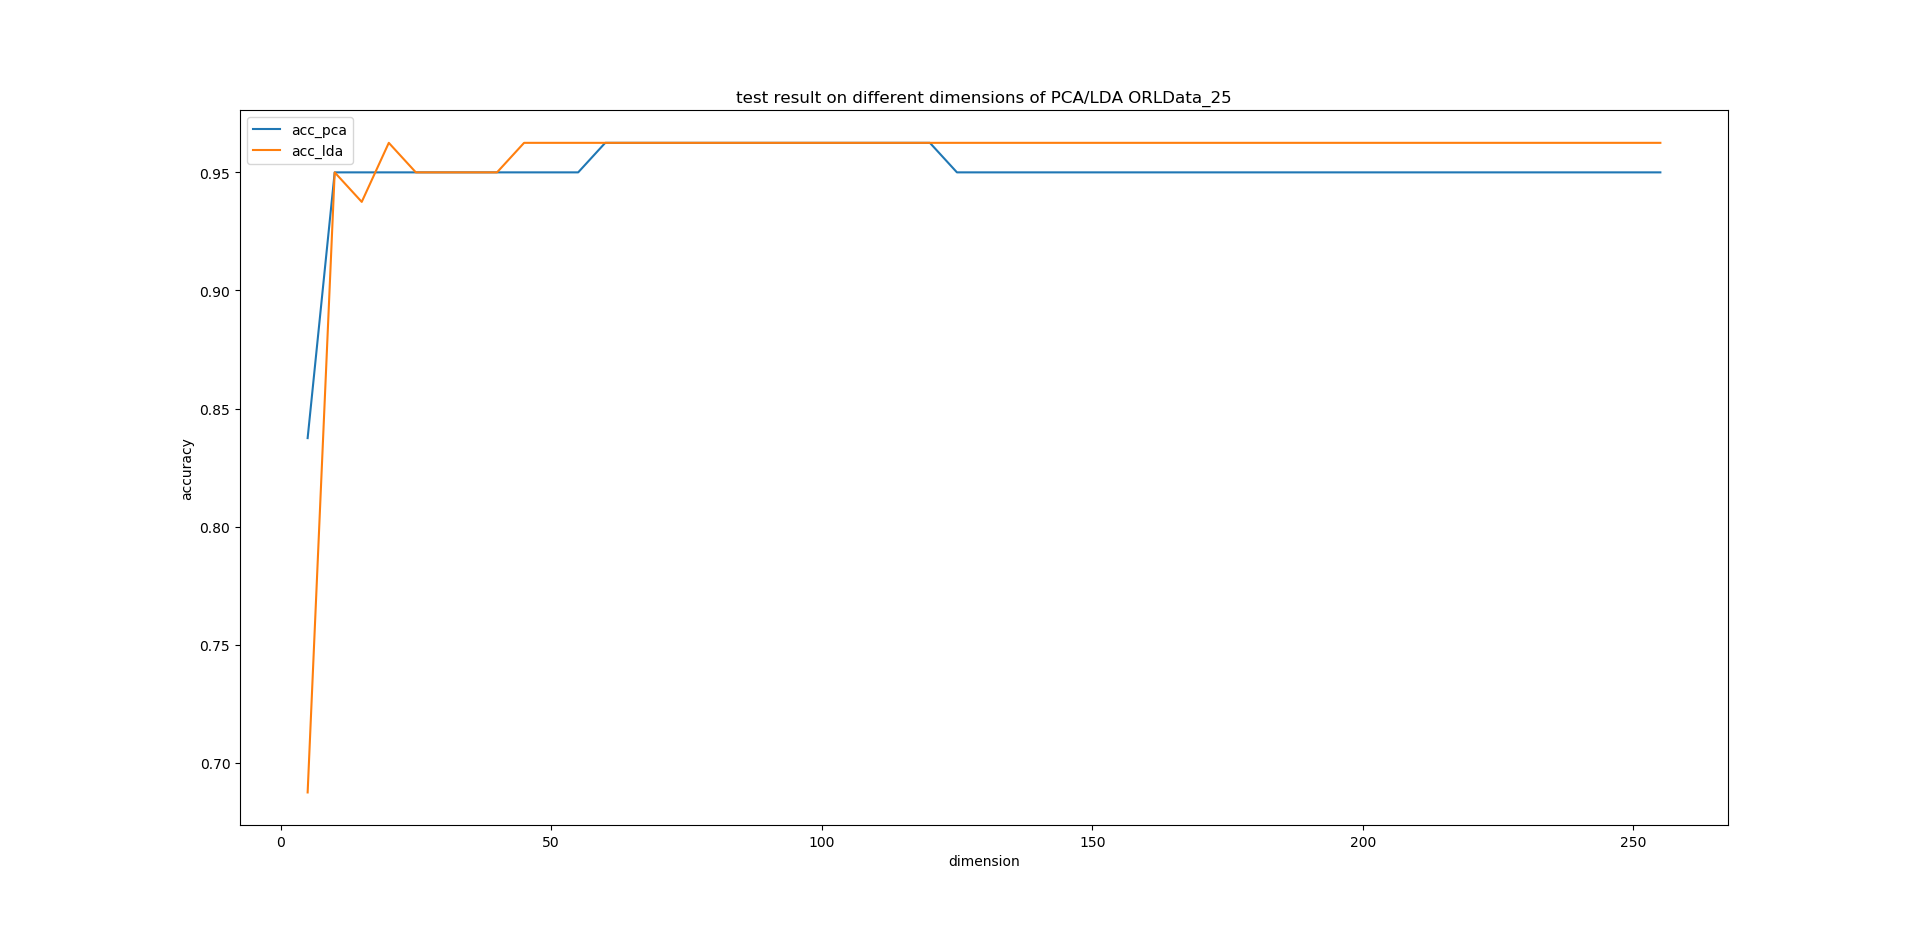 test result on different dimensions of PCA/LDA ORLData_25
acc_pca
acc_lda
0.95
0.90
0.85
0.80
0.75
0.70
accuracy
0
50
100
150
200
250
dimension